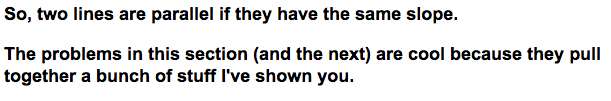 So, two lines are parallel if they have the same slope.
The problems in this section (and the next) are cool because they pull
together a bunch of stuff I've shown you.